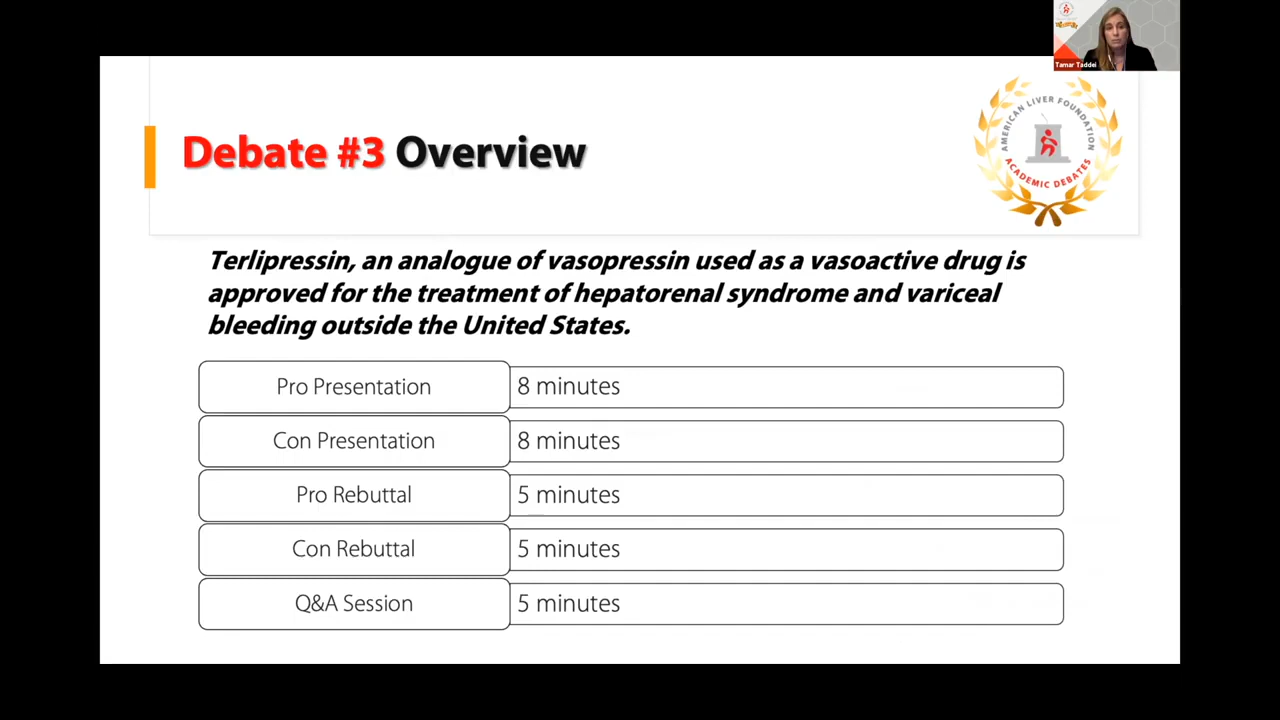 Tamar Taddei
Debate #3 Overview
AMERICAN LIVER FOUNDATION
ACADEMIC DEBATES
Terlipressin, an analogue of vasopressin used as a vasoactive drug is
approved for the treatment of hepatorenal syndrome and variceal
bleeding outside the United States.
Pro Presentation 8 minutes
Con Presentation 8 minutes
Pro Rebuttal 5 minutes
Con Rebuttal 5 minutes
Q&A Session 5 minutes